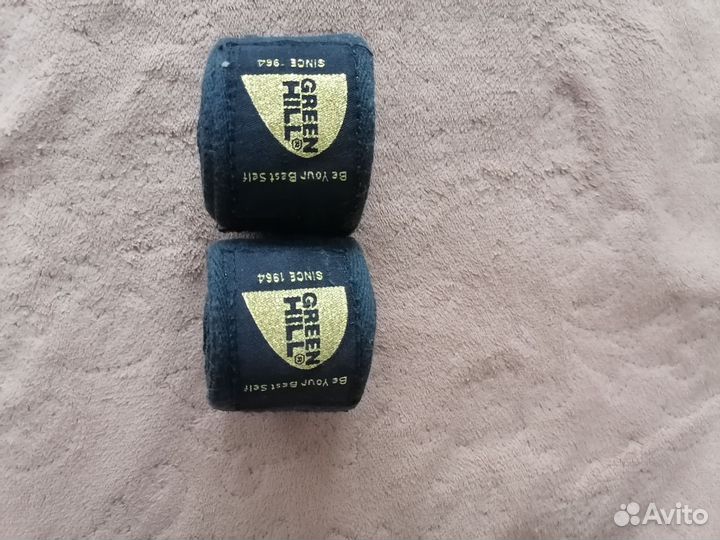 SINCE 1964
GREEN
HILL®
Be Your Best Self
SINCE 1964
GREEN
HILL®
Be Your Best Self
Avito